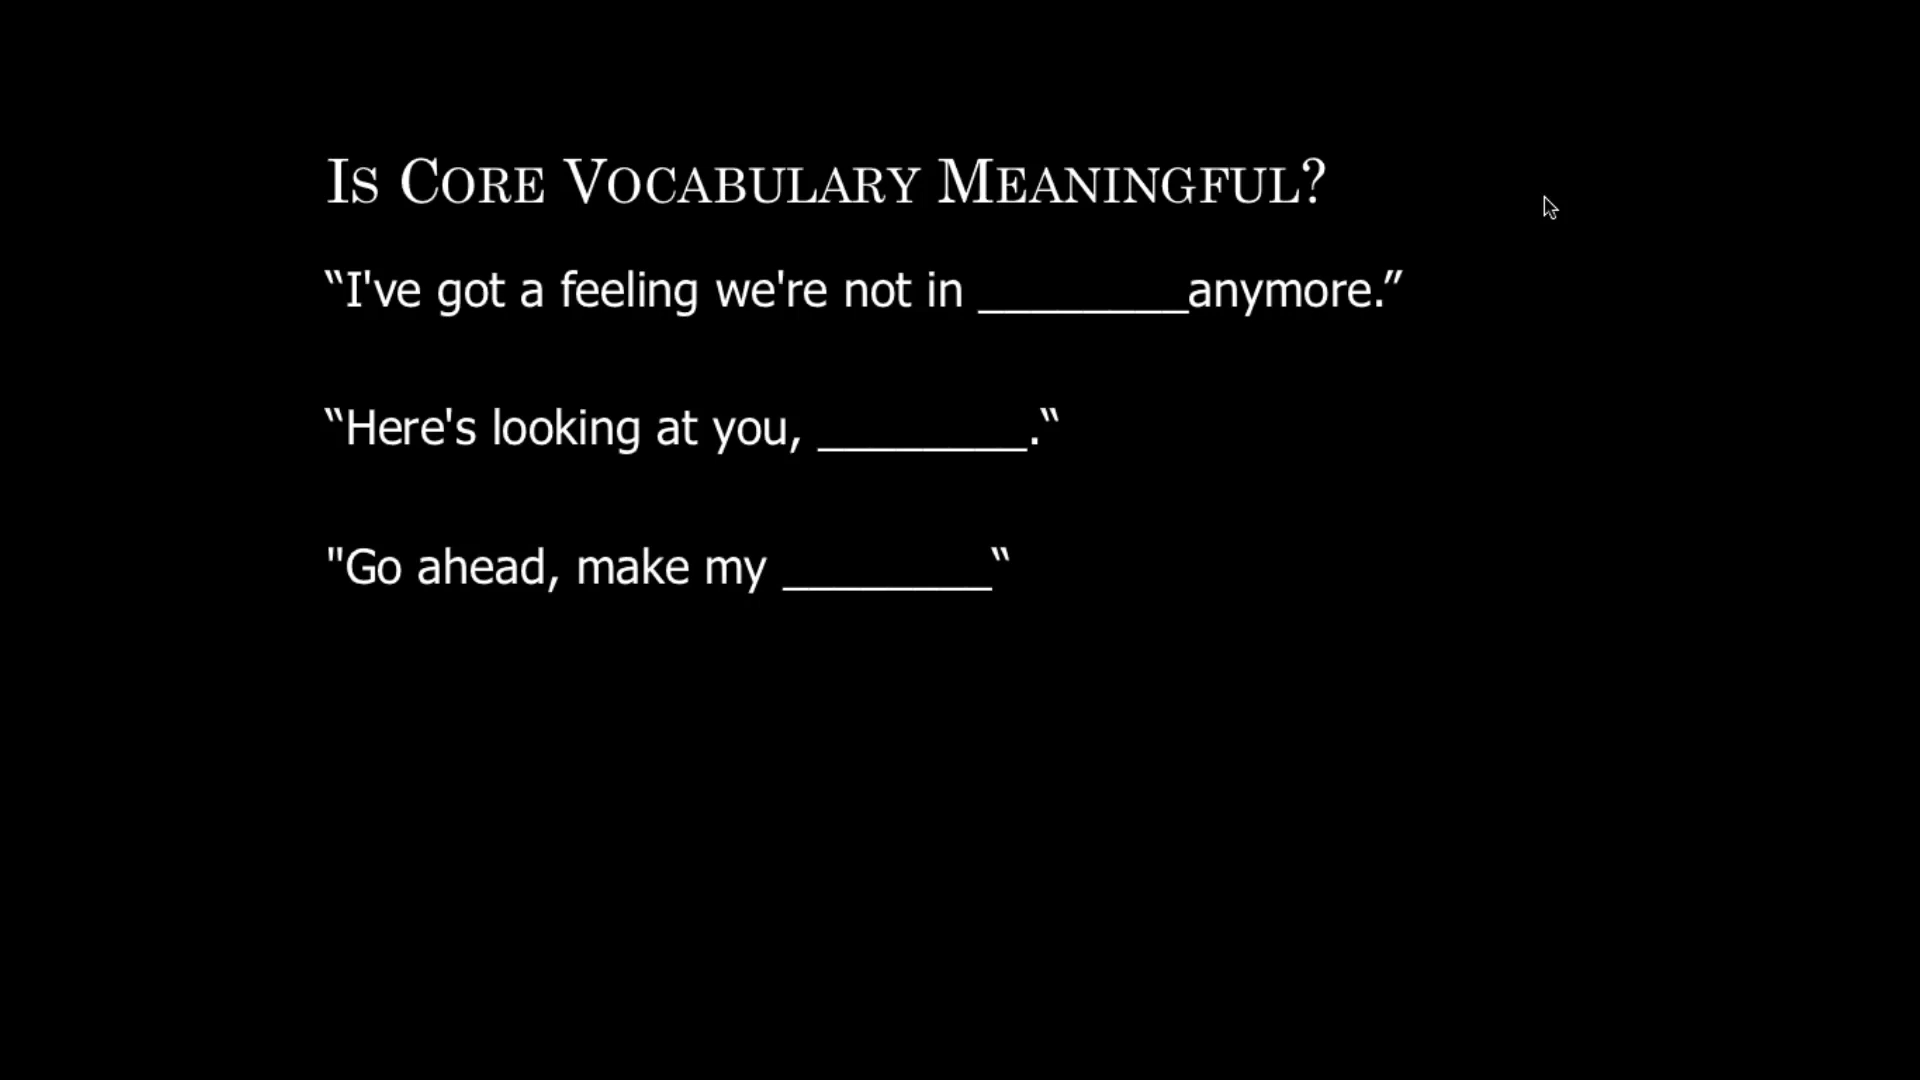 Is Core Vocabulary Meaningful?
“I've got a feeling we're not in ________anymore.”
“Here's looking at you, ________.“
"Go ahead, make my ________“